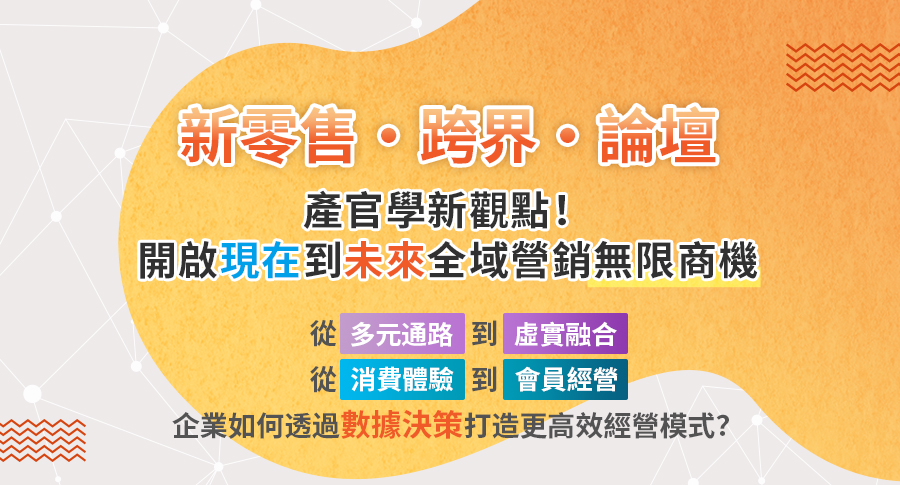 新零售・跨界・論壇
產官學新觀點!
開啟現在到未來全域營銷無限商機
從 多元通路 到 虛實融合
從 消費體驗 到 會員經營
企業如何透過數據決策打造更高效經營模式?